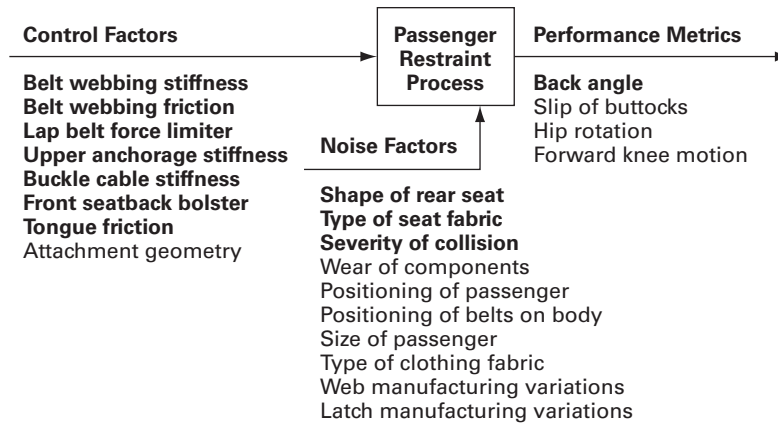 Control Factors
Belt webbing stiffness
Belt webbing friction
Lap belt force limiter
Upper anchorage stiffness
Buckle cable stiffness
Front seatback bolster
Tongue friction
Attachment geometry
Passenger
Restraint
Process
Noise Factors
Shape of rear seat
Type of seat fabric
Severity of collision
Wear of components
Positioning of passenger
Positioning of belts on body
Size of passenger
Type of clothing fabric
Web manufacturing variations
Latch manufacturing variations
Performance Metrics
Back angle
Slip of buttocks
Hip rotation
Forward knee motion